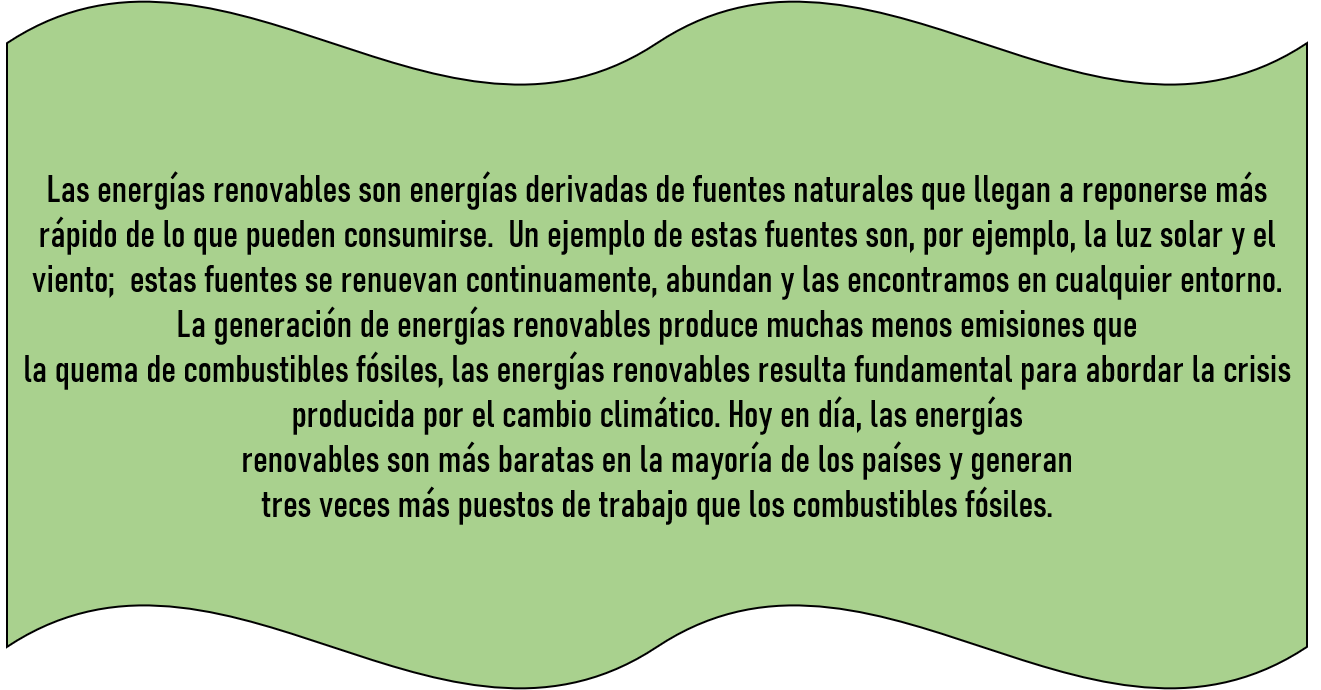 Las energías renovables son energías derivadas de fuentes naturales que llegan a reponerse más
rápido de lo que pueden consumirse.  Un ejemplo de estas fuentes son, por ejemplo, la luz solar y el
viento;  estas fuentes se renuevan continuamente, abundan y las encontramos en cualquier entorno.
La generación de energías renovables produce muchas menos emisiones que
la quema de combustibles fósiles, las energías renovables resulta fundamental para abordar la crisis
producida por el cambio climático. Hoy en día, las energías
renovables son más baratas en la mayoría de los países y generan
tres veces más puestos de trabajo que los combustibles fósiles.